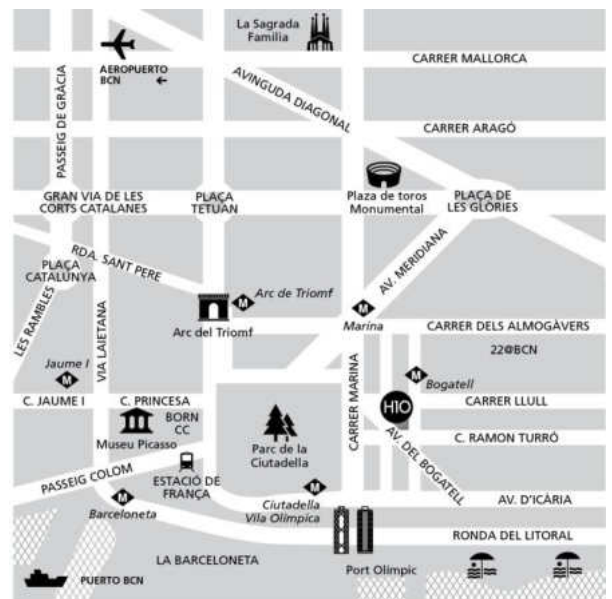 La Sagrada
Familia
CARRER MALLORCA
AEROPUERTO
BCN ←
AVINGUDA DIAGONAL
PASSEIG DE GRÀCIA
CARRER ARAGÓ
GRAN VIA DE LES
CORTS CATALANES
PLAÇA
TETUAN
Plaza de toros
Monumental
PLAÇA DE
LES GLÒRIES
RDA. SANT PERE
PLAÇA
CATALUNYA
AV. MERIDIANA
LES RAMBLES
VIA LAIETANA
M
Arc de Triomf
Arc del Triomf
M
Marina
CARRER DELS ALMOGÀVERS
22@BCN
Jaume I
M
M
Bogatell
CARRER MARINA
H10
C. JAUME I
C. PRINCESA
CARRER LLULL
BORN
CC
Museu Picasso
Parc de la
Ciutadella
C. RAMON TURRÓ
AV. DEL BOGATELL
PASSEIG COLOM
ESTACIÓ DE
FRANÇA
M
Barceloneta
M
Ciutadella
Vila Olímpica
AV. D'ICÀRIA
RONDA DEL LITORAL
LA BARCELONETA
Port Olímpic
PUERTO BCN